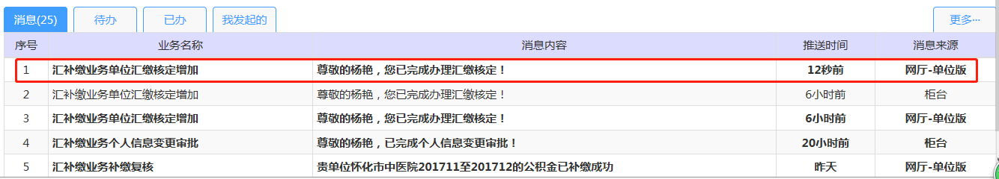 消息(25) 待办 已办 我发起的 更多···
序号 业务名称 消息内容 推送时间 消息来源
1 汇补缴业务单位汇缴核定增加 尊敬的杨艳，您已完成办理汇缴核定！ 12秒前 网厅-单位版
2 汇补缴业务单位汇缴核定增加 尊敬的杨艳，您已完成办理汇缴核定！ 6小时前 柜台
3 汇补缴业务单位汇缴核定增加 尊敬的杨艳，您已完成办理汇缴核定！ 6小时前 网厅-单位版
4 汇补缴业务个人信息变更审批 尊敬的杨艳，已完成个人信息变更审批！ 20小时前 柜台
5 汇补缴业务补缴复核 贵单位怀化市中医院201711至201712的公积金已补缴成功 昨天 网厅-单位版